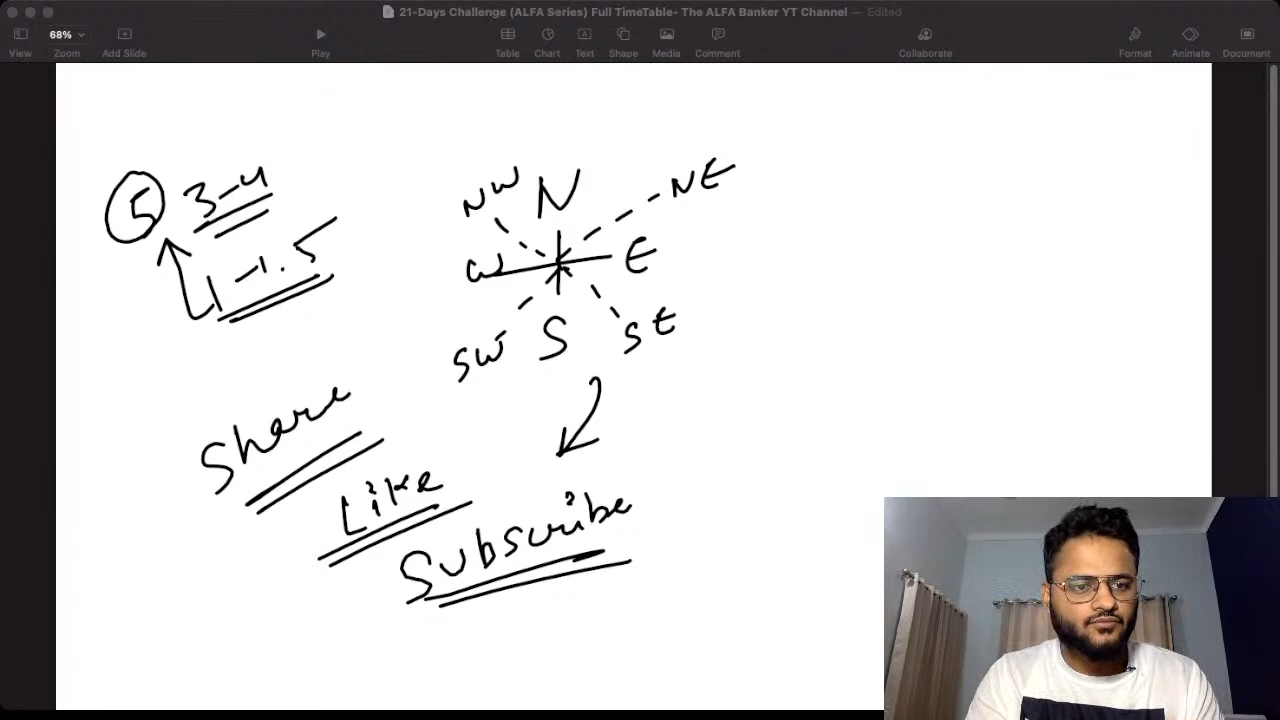 21-Days Challenge (ALFA Series) Full TimeTable- The ALFA Banker YT Channel — Edited
68%
View Zoom Add Slide Play Table Chart Text Shape Media Comment Collaborate Format Animate Document
5 3-4
1-1.5
NW N NE
W E
SW S SE
Share
Like
Subscribe